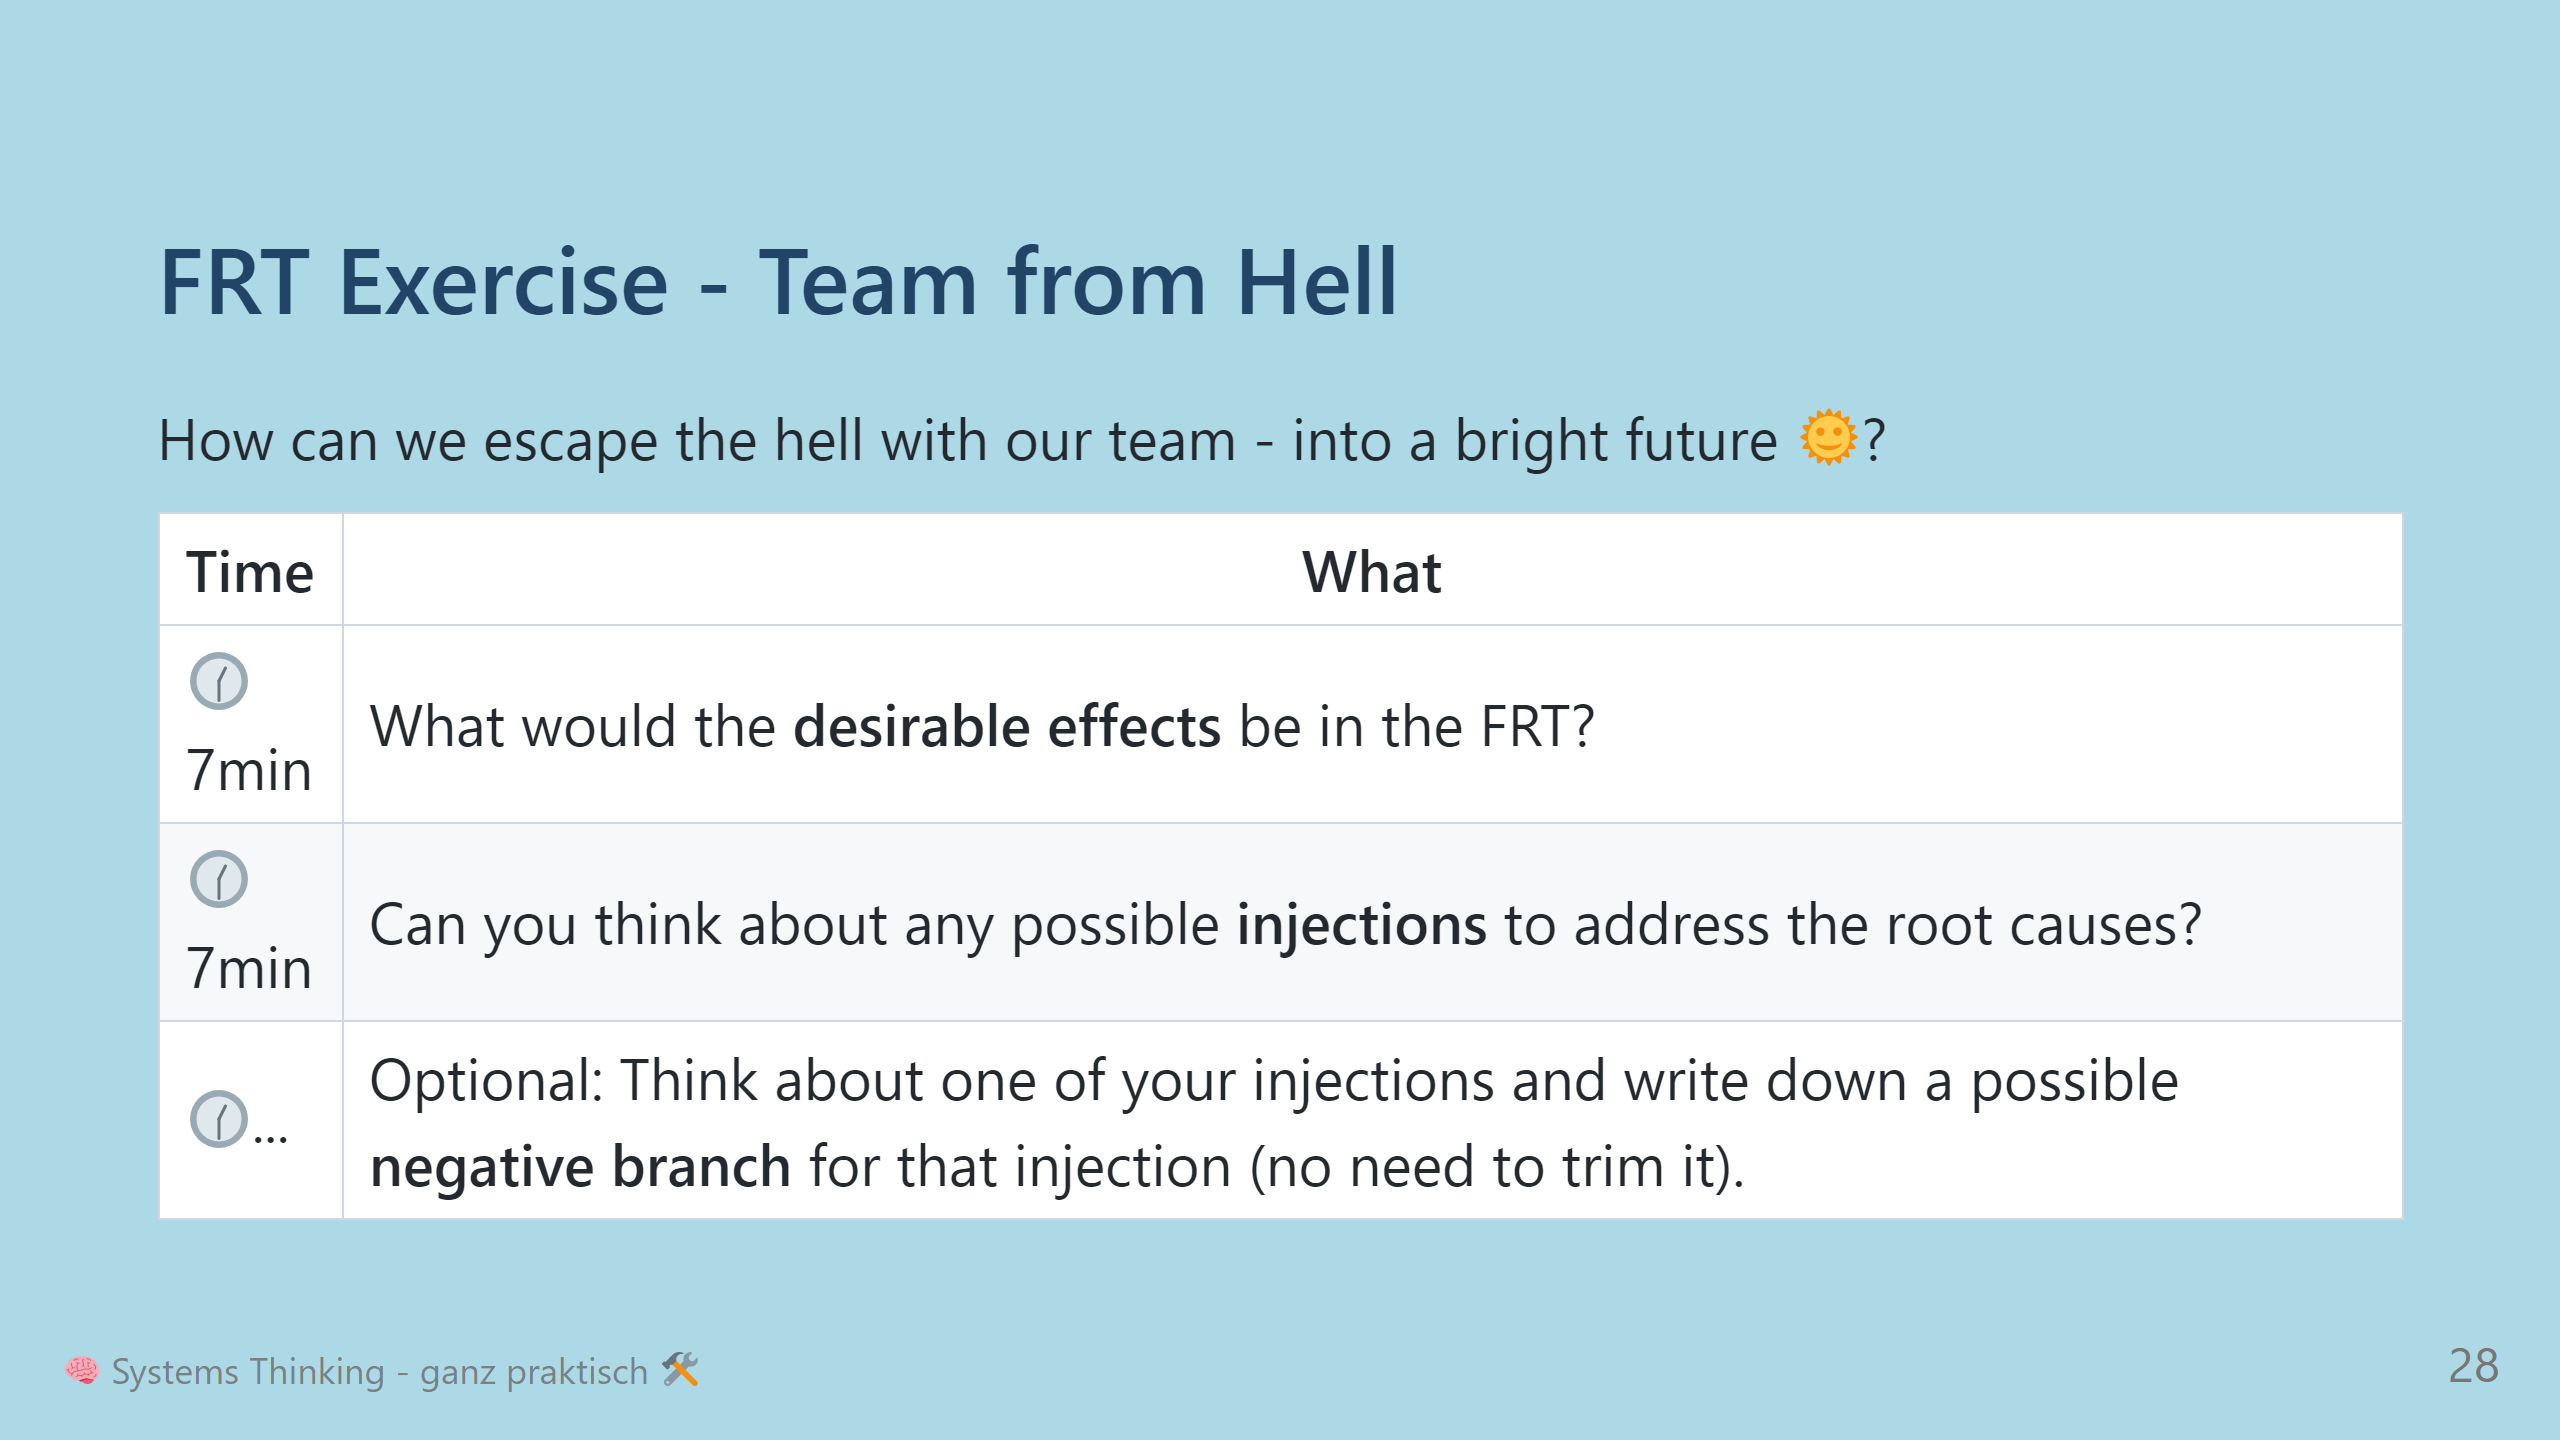 FRT Exercise - Team from Hell
How can we escape the hell with our team - into a bright future 🌞?
Time
What
🕜
7min
What would the desirable effects be in the FRT?
🕜
7min
Can you think about any possible injections to address the root causes?
🕜...
Optional: Think about one of your injections and write down a possible
negative branch for that injection (no need to trim it).
🧠 Systems Thinking - ganz praktisch 🛠️
28